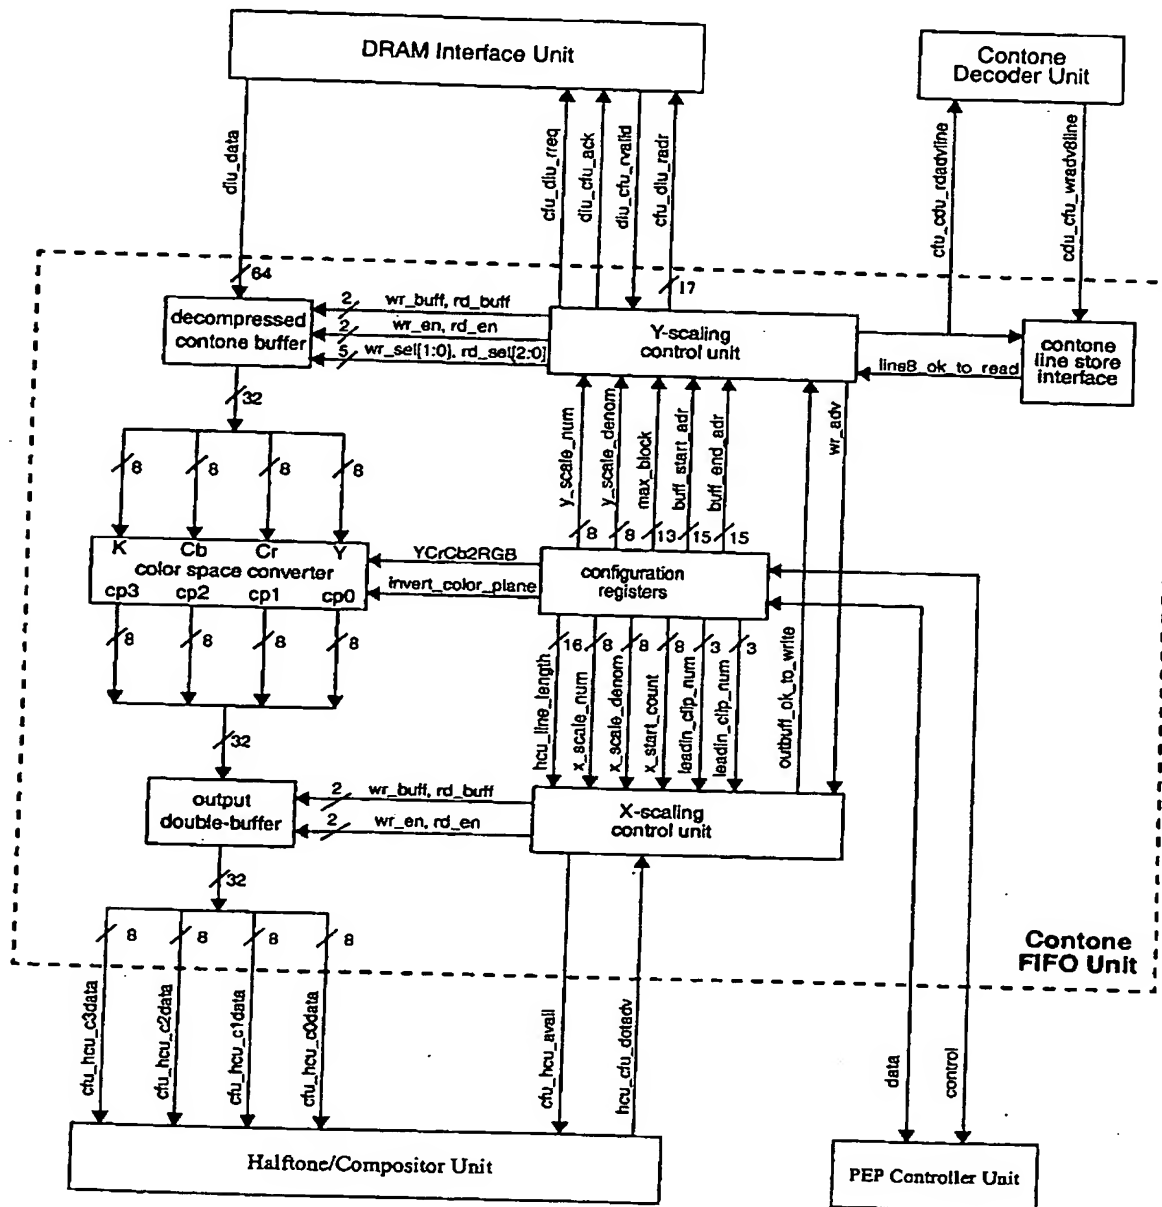 DRAM Interface Unit
Contone
Decoder Unit
diu_data
cfu_diu_rreq
diu_cfu_ack
diu_cfu_rvalid
cfu_diu_radr
cfu_cdu_rdadvline
cdu_cfu_wradv8line
64
17
decompressed
contone buffer
2
wr_buff, rd_buff
2
wr_en, rd_en
5
wr_sel[1:0], rd_sel[2:0]
Y-scaling
control unit
line8_ok_to_read
contone
line store
interface
32
8
8
8
8
y_scale_num
y_scale_denom
max_block
buff_start_adr
buff_end_adr
wr_adv
8
8
13
15
15
K
Cb
Cr
Y
color space converter
cp3
cp2
cp1
cp0
YCrCb2RGB
invert_color_plane
configuration
registers
8
8
8
8
16
8
8
8
3
3
hcu_line_length
x_scale_num
x_scale_denom
x_start_count
leadin_clip_num
leadin_clip_num
outbuff_ok_to_write
32
output
double-buffer
2
wr_buff, rd_buff
2
wr_en, rd_en
X-scaling
control unit
32
8
8
8
8
Contone
FIFO Unit
cfu_hcu_c3data
cfu_hcu_c2data
cfu_hcu_c1data
cfu_hcu_c0data
cfu_hcu_avail
hcu_cfu_dotadv
data
control
Halftone/Compositor Unit
PEP Controller Unit